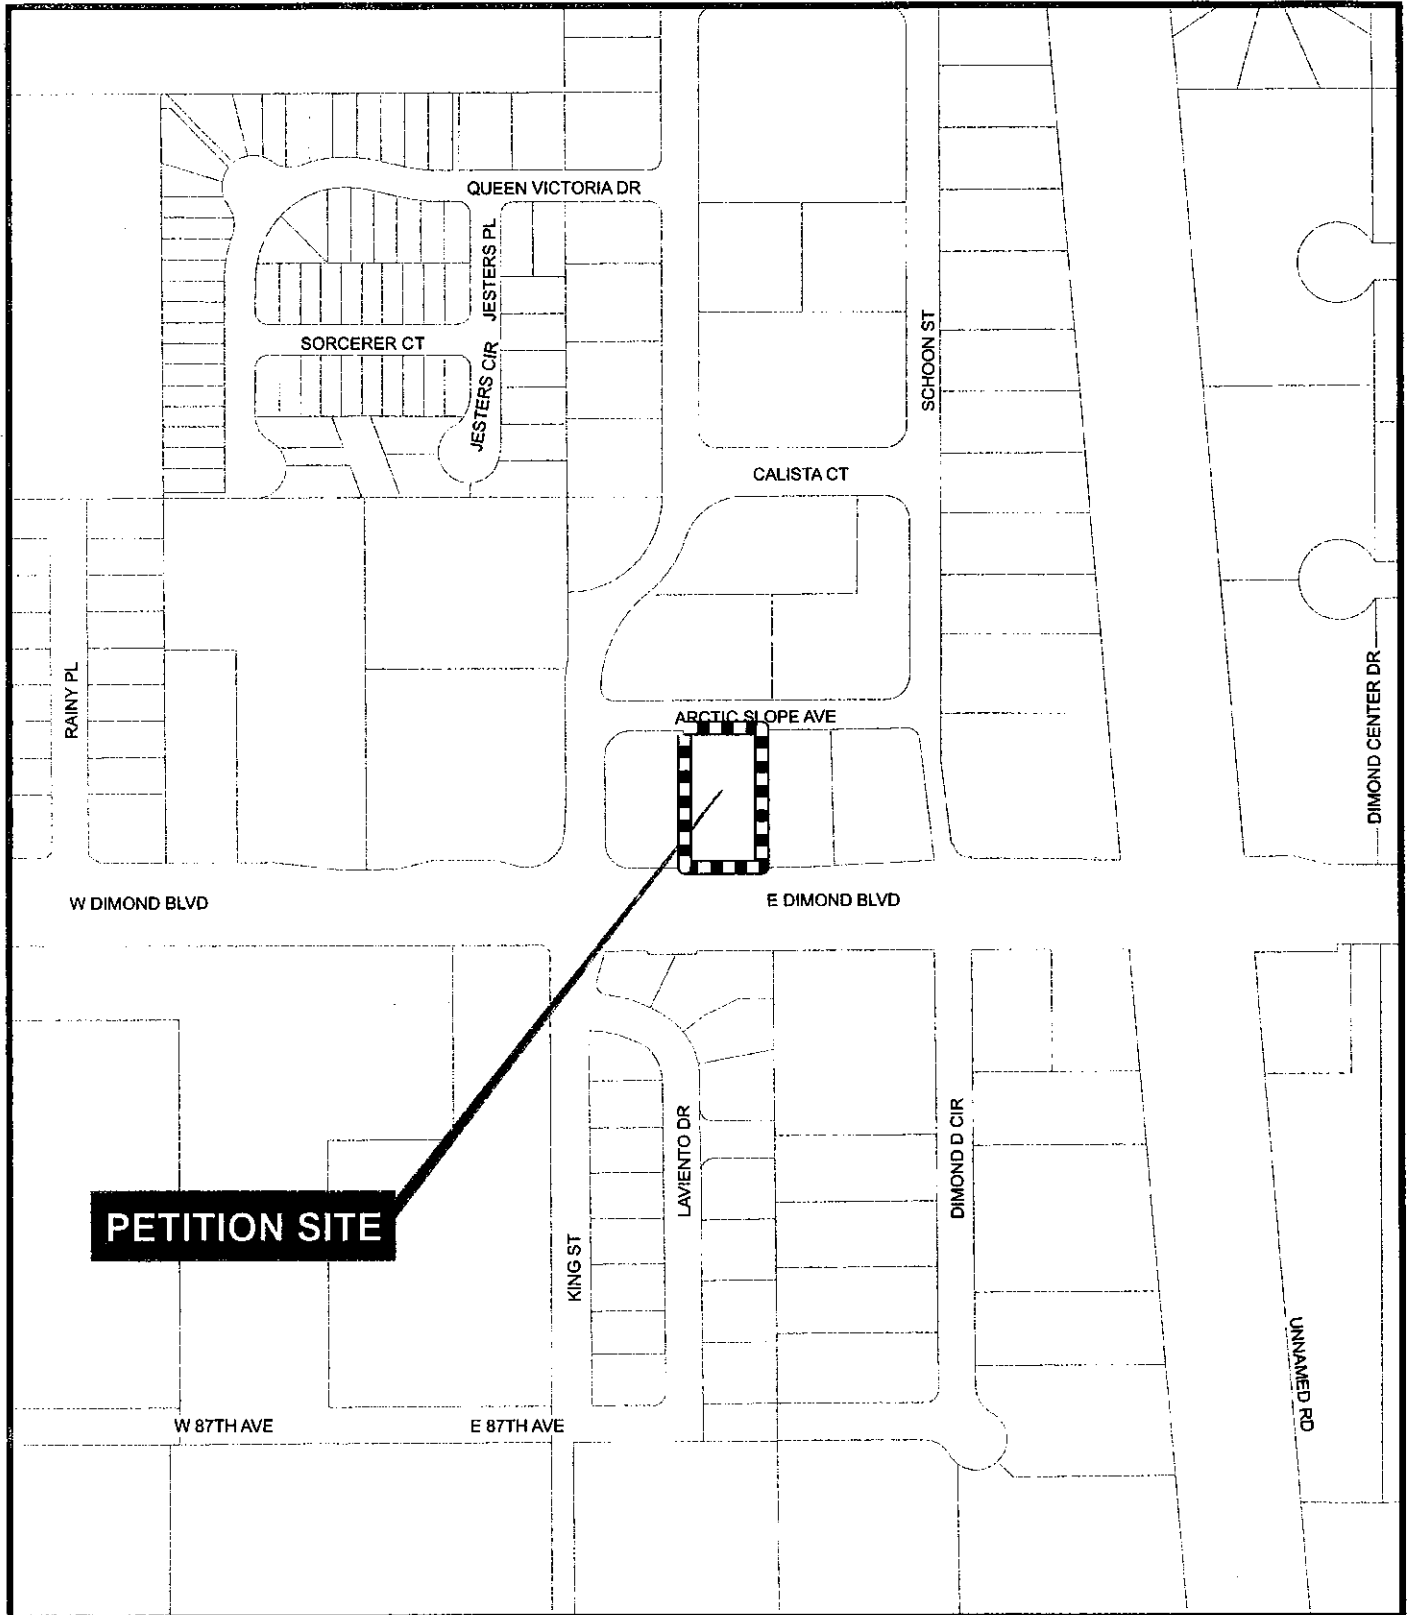 QUEEN VICTORIA DR
JESTERS PL
SORCERER CT
JESTERS CIR
SCHOON ST
CALISTA CT
RAINY PL
ARCTIC SLOPE AVE
DIMOND CENTER DR
W DIMOND BLVD
E DIMOND BLVD
LAVIENTO DR
DIMOND D CIR
PETITION SITE
KING ST
UNNAMED RD
W 87TH AVE
E 87TH AVE